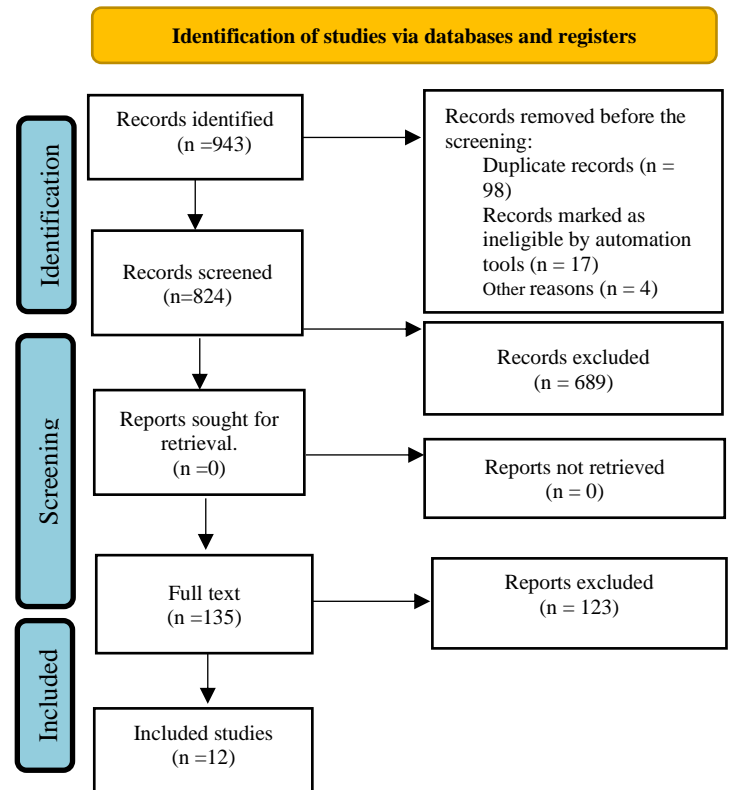 Identification of studies via databases and registers
Identification
Records identified
(n =943)
Records removed before the
screening:
Duplicate records (n =
98)
Records marked as
ineligible by automation
tools (n = 17)
Other reasons (n = 4)
Records screened
(n=824)
Records excluded
(n = 689)
Screening
Reports sought for
retrieval.
(n =0)
Reports not retrieved
(n = 0)
Full text
(n =135)
Reports excluded
(n = 123)
Included
Included studies
(n =12)